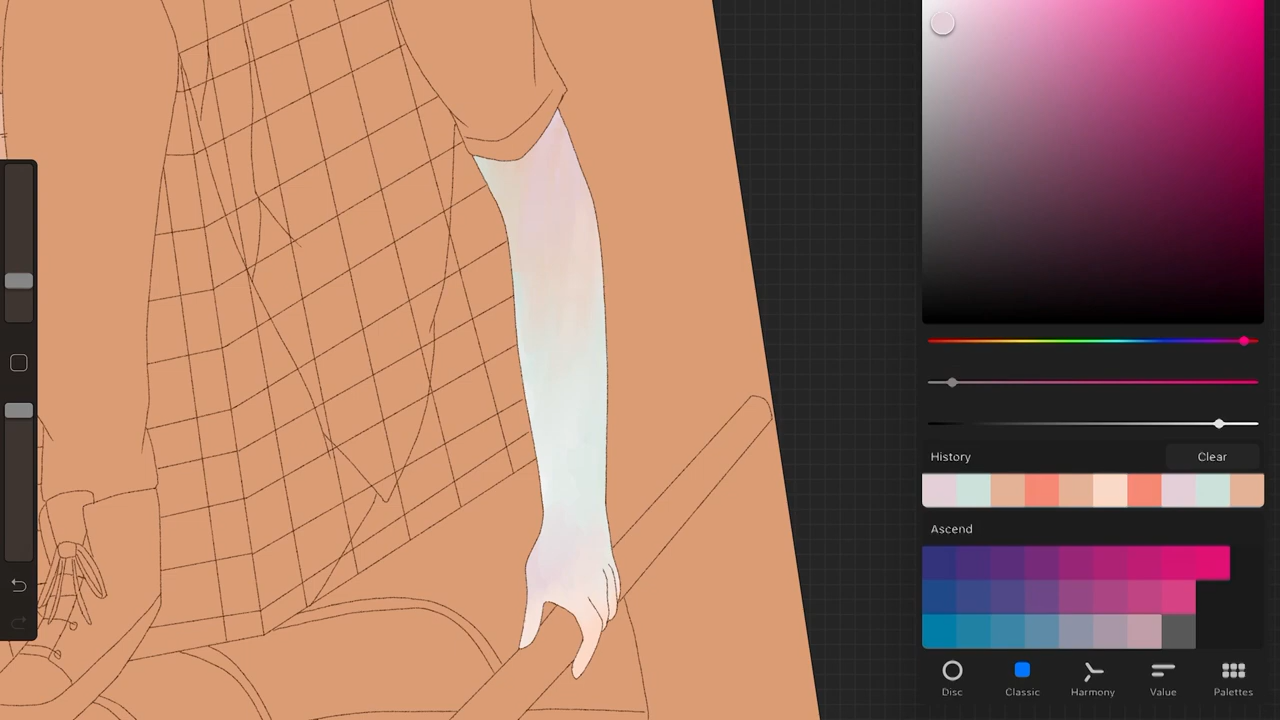 History
Clear
Ascend
Disc
Classic
Harmony
Value
Palettes